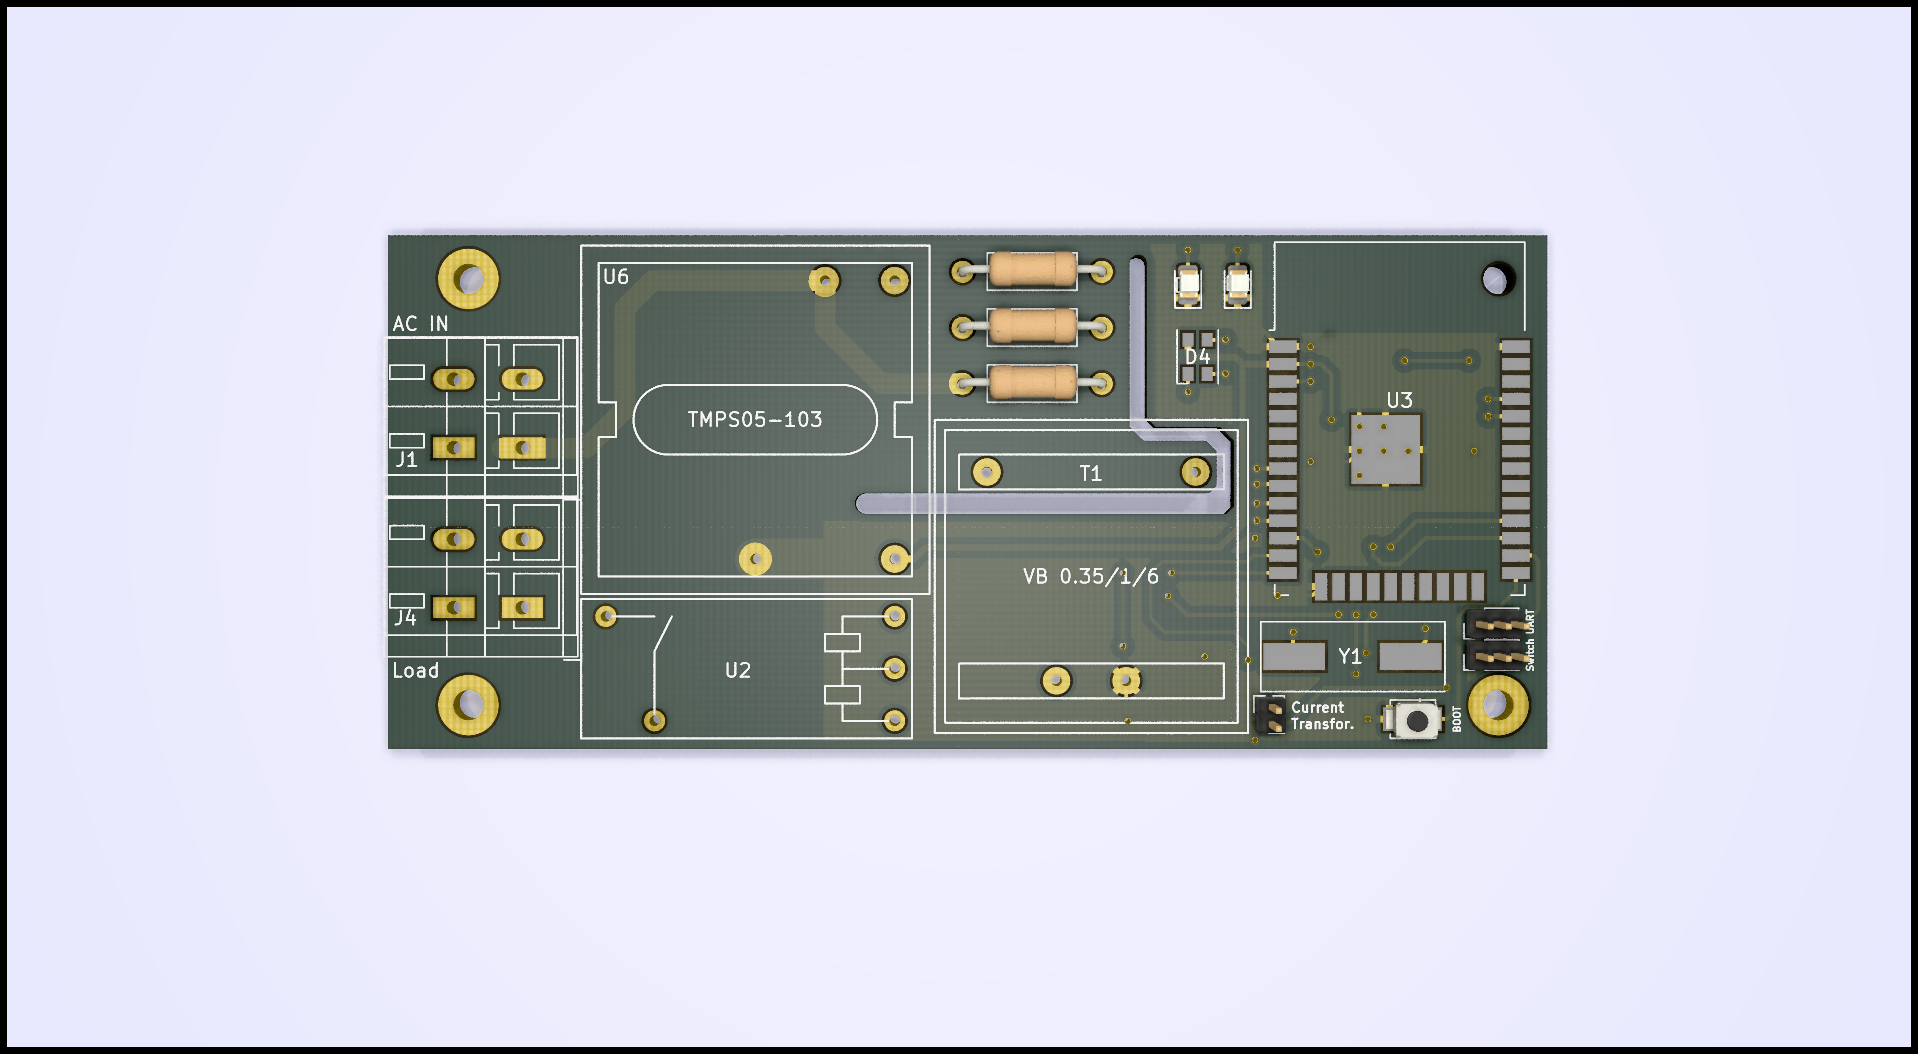 U6
AC IN
TMPS05-103
J1
D4
U3
T1
VB 0.35/1/6
J4
Load
U2
Y1
UART
Switch
Current
Transfor.
BOOT